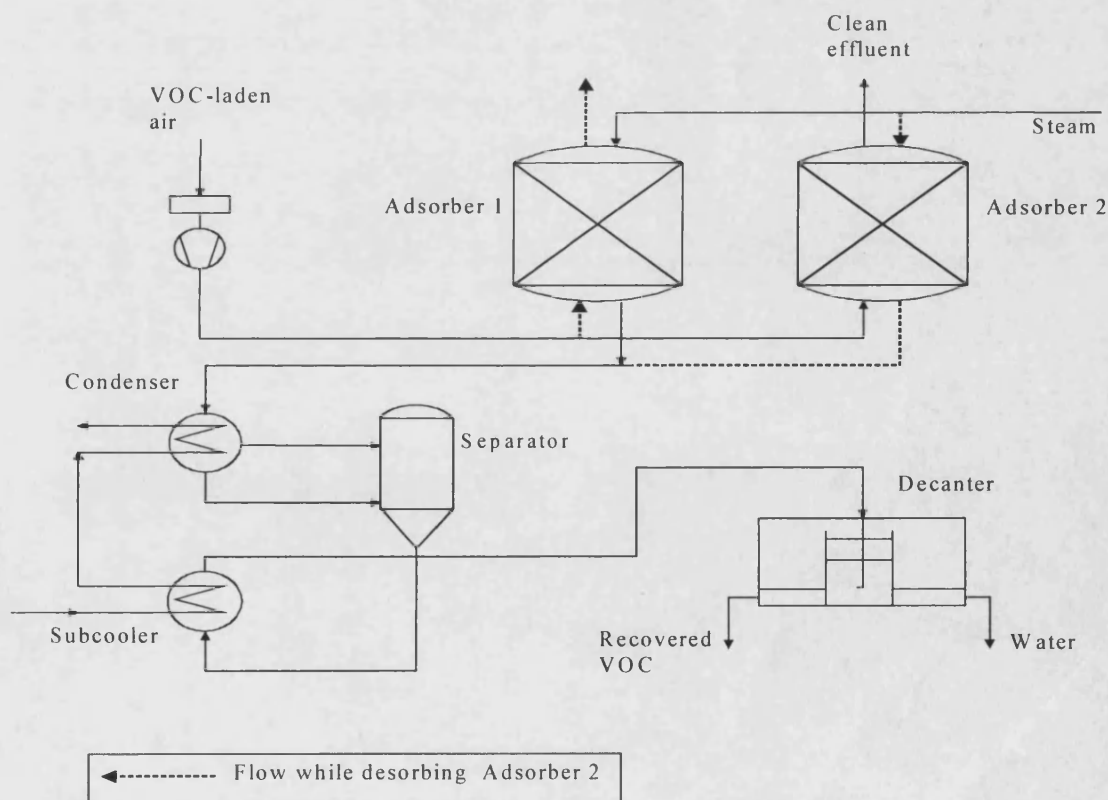 Clean
effluent
VOC-laden
air
Steam
Adsorber 1
Adsorber 2
Condenser
Separator
Decanter
Subcooler
Recovered
VOC
Water
Flow while desorbing Adsorber 2